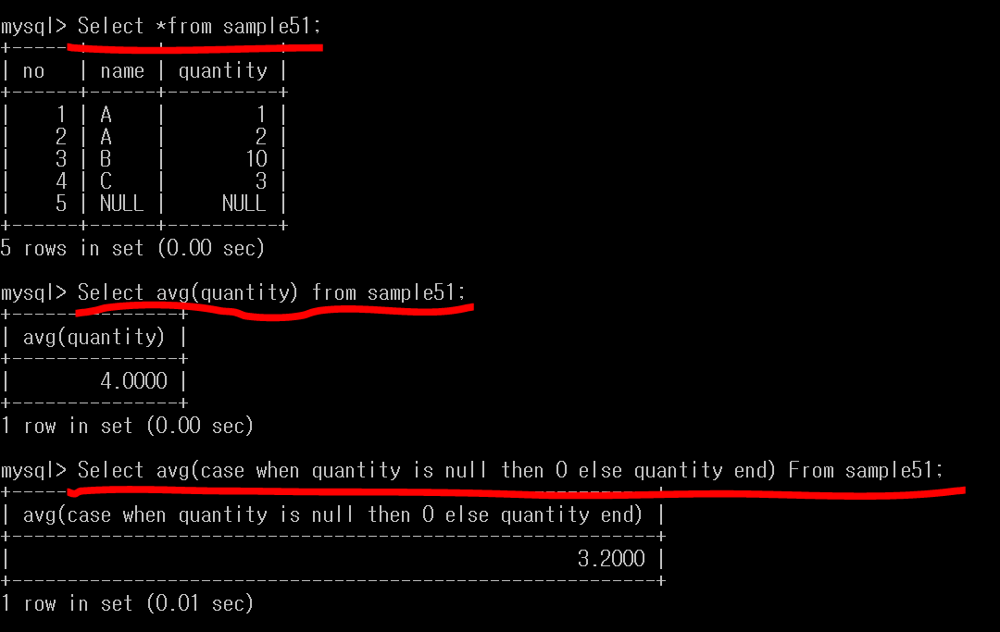 mysql> Select *from sample51;
+------+------+----------+
| no   | name | quantity |
+------+------+----------+
|    1 | A    |        1 |
|    2 | A    |        2 |
|    3 | B    |       10 |
|    4 | C    |        3 |
|    5 | NULL |     NULL |
+------+------+----------+
5 rows in set (0.00 sec)
mysql> Select avg(quantity) from sample51;
+---------------+
| avg(quantity) |
+---------------+
|        4.0000 |
+---------------+
1 row in set (0.00 sec)
mysql> Select avg(case when quantity is null then 0 else quantity end) From sample51;
+----------------------------------------------------------+
| avg(case when quantity is null then 0 else quantity end) |
+----------------------------------------------------------+
|                                                   3.2000 |
+----------------------------------------------------------+
1 row in set (0.01 sec)